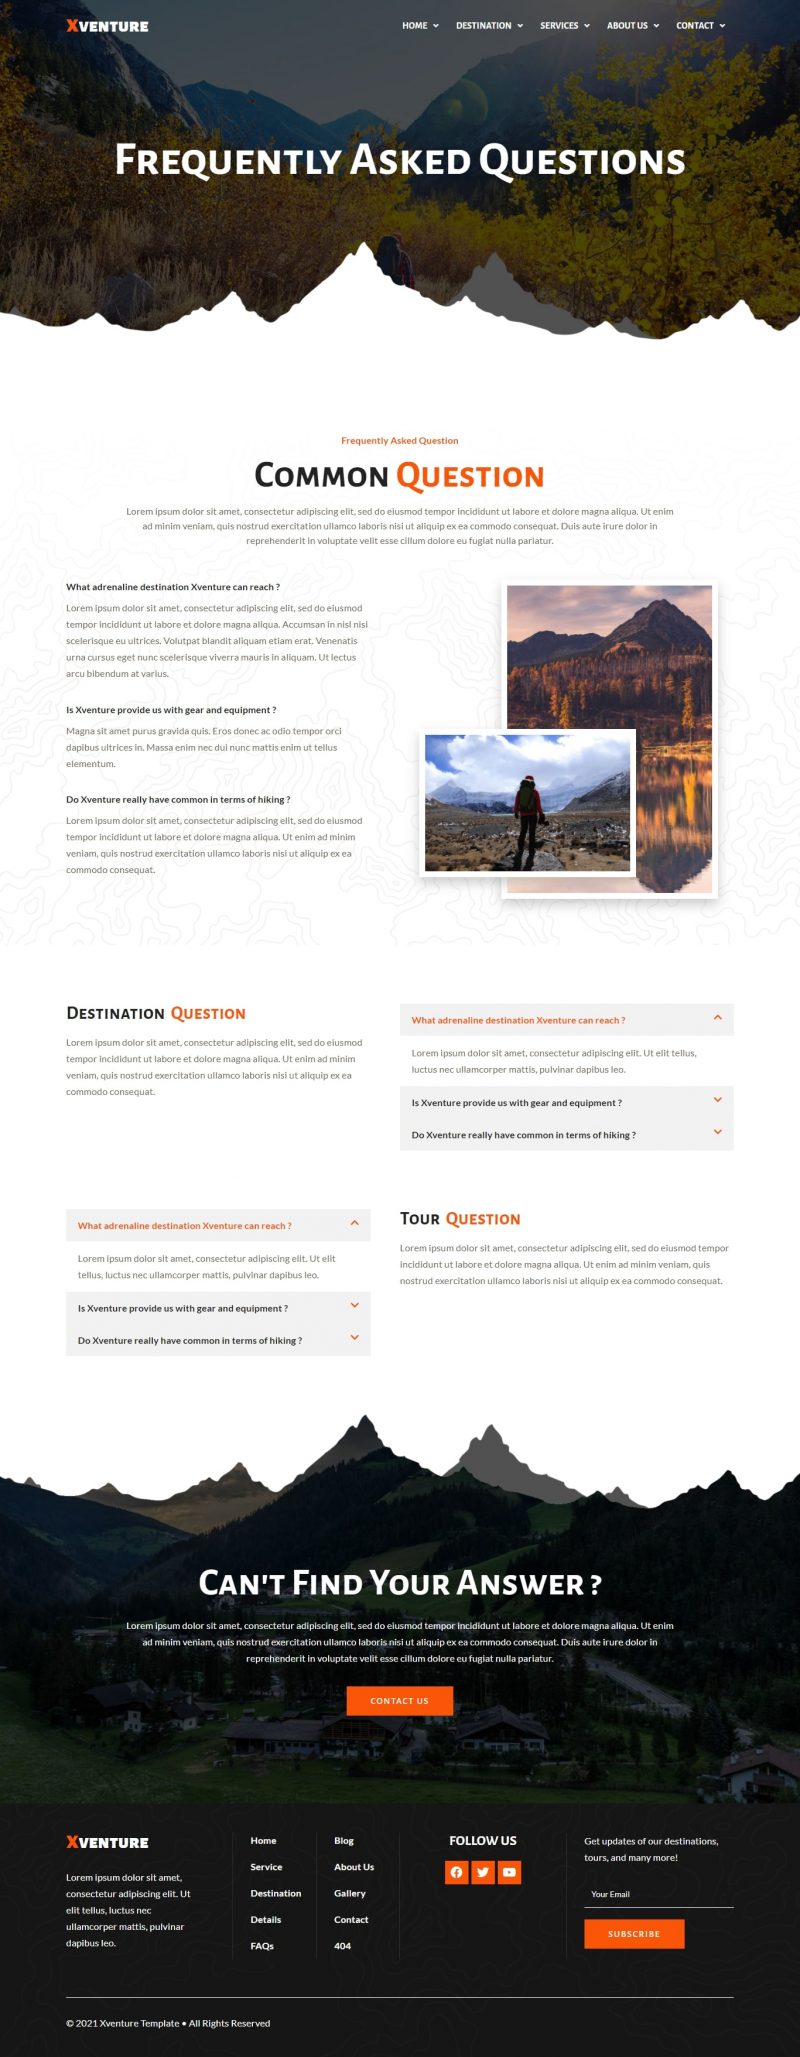 XVENTURE
HOME DESTINATION SERVICES ABOUT US CONTACT
FREQUENTLY ASKED QUESTIONS
Frequently Asked Question
COMMON QUESTION
Lorem ipsum dolor sit amet, consectetur adipiscing elit, sed do eiusmod tempor incididunt ut labore et dolore magna aliqua. Ut enim
ad minim veniam, quis nostrud exercitation ullamco laboris nisi ut aliquip ex ea commodo consequat. Duis aute irure dolor in
reprehenderit in voluptate velit esse cillum dolore eu fugiat nulla pariatur.
What adrenaline destination Xventure can reach ?
Lorem ipsum dolor sit amet, consectetur adipiscing elit, sed do eiusmod
tempor incididunt ut labore et dolore magna aliqua. Accumsan in nisl nisi
scelerisque eu ultrices. Volutpat blandit aliquam etiam erat. Venenatis
urna cursus eget nunc scelerisque viverra mauris in aliquam. Ut lectus
arcu bibendum at varius.
Is Xventure provide us with gear and equipment ?
Magna sit amet purus gravida quis. Eros donec ac odio tempor orci
dapibus ultrices in. Massa enim nec dui nunc mattis enim ut tellus
elementum.
Do Xventure really have common in terms of hiking ?
Lorem ipsum dolor sit amet, consectetur adipiscing elit, sed do eiusmod
tempor incididunt ut labore et dolore magna aliqua. Ut enim ad minim
veniam, quis nostrud exercitation ullamco laboris nisi ut aliquip ex ea
commodo consequat.
DESTINATION QUESTION
Lorem ipsum dolor sit amet, consectetur adipiscing elit, sed do eiusmod
tempor incididunt ut labore et dolore magna aliqua. Ut enim ad minim
veniam, quis nostrud exercitation ullamco laboris nisi ut aliquip ex ea
commodo consequat.
What adrenaline destination Xventure can reach ?
Lorem ipsum dolor sit amet, consectetur adipiscing elit. Ut elit tellus,
luctus nec ullamcorper mattis, pulvinar dapibus leo.
Is Xventure provide us with gear and equipment ?
Do Xventure really have common in terms of hiking ?
What adrenaline destination Xventure can reach ?
Lorem ipsum dolor sit amet, consectetur adipiscing elit. Ut elit
tellus, luctus nec ullamcorper mattis, pulvinar dapibus leo.
Is Xventure provide us with gear and equipment ?
Do Xventure really have common in terms of hiking ?
TOUR QUESTION
Lorem ipsum dolor sit amet, consectetur adipiscing elit, sed do eiusmod tempor
incididunt ut labore et dolore magna aliqua. Ut enim ad minim veniam, quis
nostrud exercitation ullamco laboris nisi ut aliquip ex ea commodo consequat.
CAN'T FIND YOUR ANSWER ?
Lorem ipsum dolor sit amet, consectetur adipiscing elit, sed do eiusmod tempor incididunt ut labore et dolore magna aliqua. Ut enim
ad minim veniam, quis nostrud exercitation ullamco laboris nisi ut aliquip ex ea commodo consequat. Duis aute irure dolor in
reprehenderit in voluptate velit esse cillum dolore eu fugiat nulla pariatur.
CONTACT US
XVENTURE
Lorem ipsum dolor sit amet,
consectetur adipiscing elit. Ut
elit tellus, luctus nec
ullamcorper mattis, pulvinar
dapibus leo.
Home
Service
Destination
Details
FAQs
Blog
About Us
Gallery
Contact
404
FOLLOW US
Get updates of our destinations,
tours, and many more!
Your Email
SUBSCRIBE
© 2021 Xventure Template • All Rights Reserved